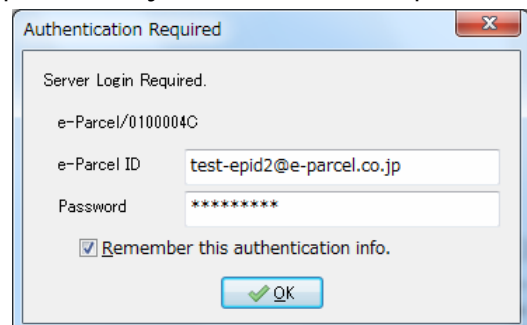 Authentication Required
Server Login Required.
e-Parcel/0100004C
e-Parcel ID test-epid2@e-parcel.co.jp
Password *********
Remember this authentication info.
OK